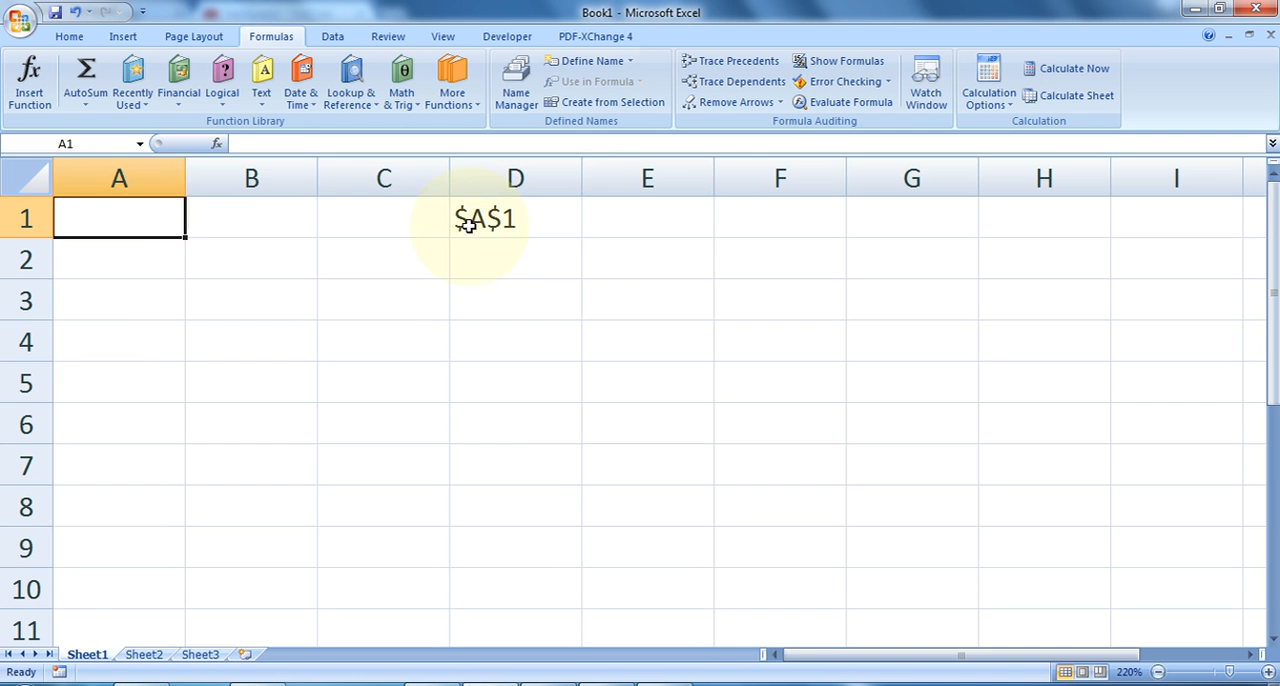 Book1 - Microsoft Excel
Home Insert Page Layout Formulas Data Review View Developer PDF-XChange 4
Insert Function
AutoSum
Recently Used
Financial
Logical
Text
Date & Time
Lookup & Reference
Math & Trig
More Functions
Function Library
Name Manager
Define Name
Use in Formula
Create from Selection
Defined Names
Trace Precedents
Trace Dependents
Remove Arrows
Show Formulas
Error Checking
Evaluate Formula
Formula Auditing
Watch Window
Calculation Options
Calculate Now
Calculate Sheet
Calculation
A1 fx
A B C D E F G H I
1 $A$1
2
3
4
5
6
7
8
9
10
11
Sheet1 Sheet2 Sheet3
Ready 220%